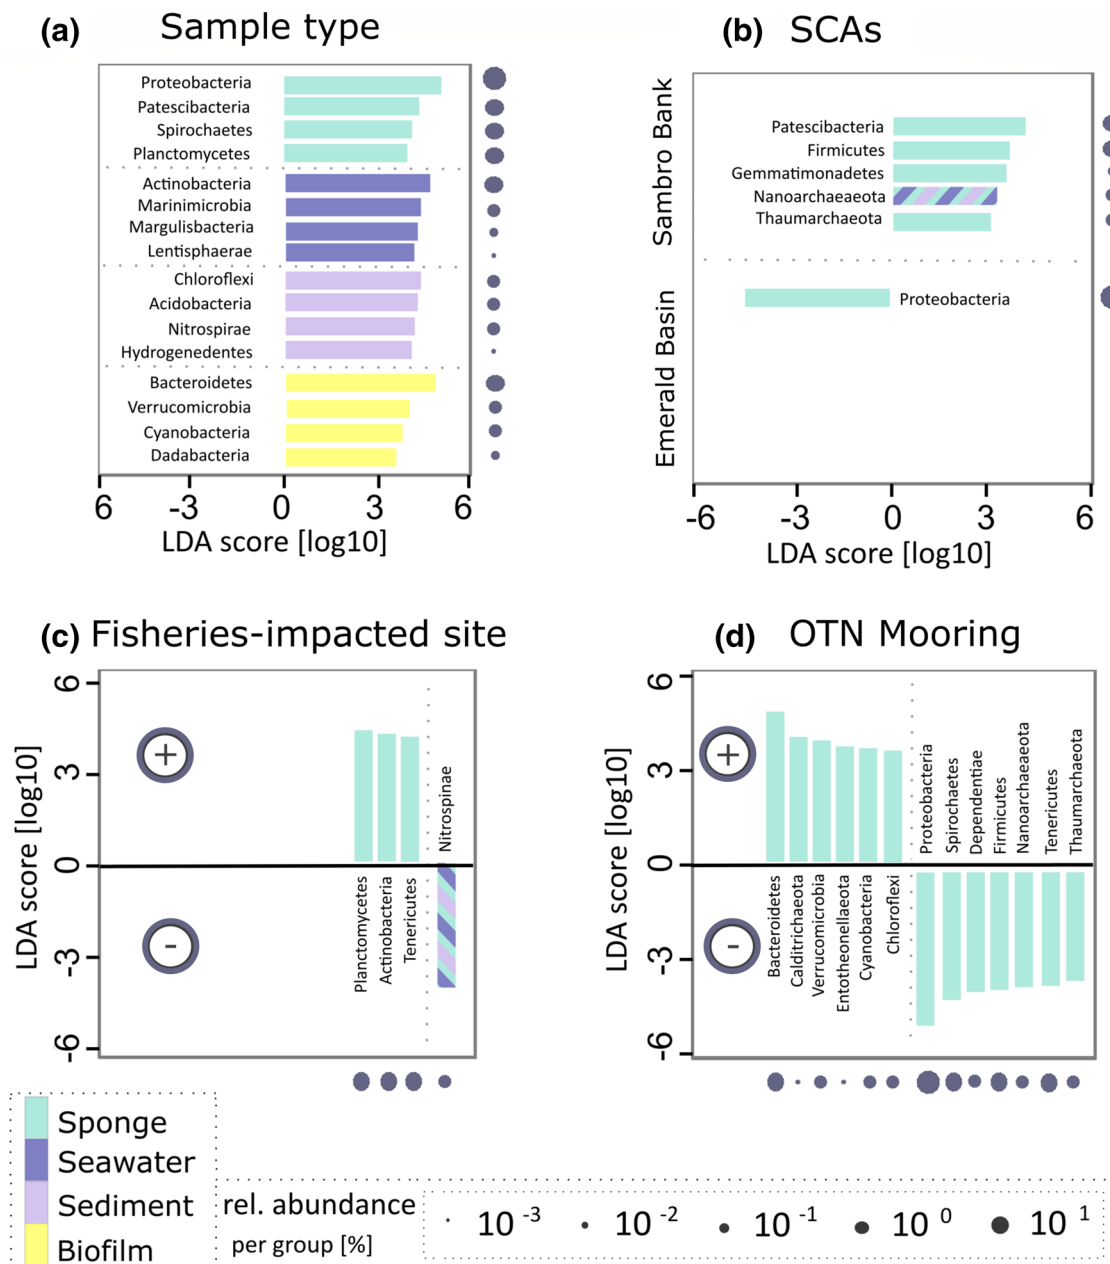 (a) Sample type
Proteobacteria
Patescibacteria
Spirochaetes
Planctomycetes
Actinobacteria
Marinimicrobia
Margulisbacteria
Lentisphaerae
Chloroflexi
Acidobacteria
Nitrospirae
Hydrogenedentes
Bacteroidetes
Verrucomicrobia
Cyanobacteria
Dadabacteria
6 -3 0 3 6
LDA score [log10]
(b) SCAs
Sambro Bank
Patescibacteria
Firmicutes
Gemmatimonadetes
Nanoarchaeaeota
Thaumarchaeota
Emerald Basin
Proteobacteria
-6 -3 0 3 6
LDA score [log10]
(c) Fisheries-impacted site
LDA score [log10]
6
3
0
-3
-6
+
-
Planctomycetes
Actinobacteria
Tenericutes
Nitrospinae
(d) OTN Mooring
LDA score [log10]
6
3
0
-3
-6
+
-
Bacteroidetes
Calditrichaeota
Verrucomicrobia
Entotheonellaeota
Cyanobacteria
Chloroflexi
Proteobacteria
Spirochaetes
Dependentiae
Firmicutes
Nanoarchaeaeota
Tenericutes
Thaumarchaeota
Sponge
Seawater
Sediment
Biofilm
rel. abundance
per group [%]
10 -3 10 -2 10 -1 10 0 10 1